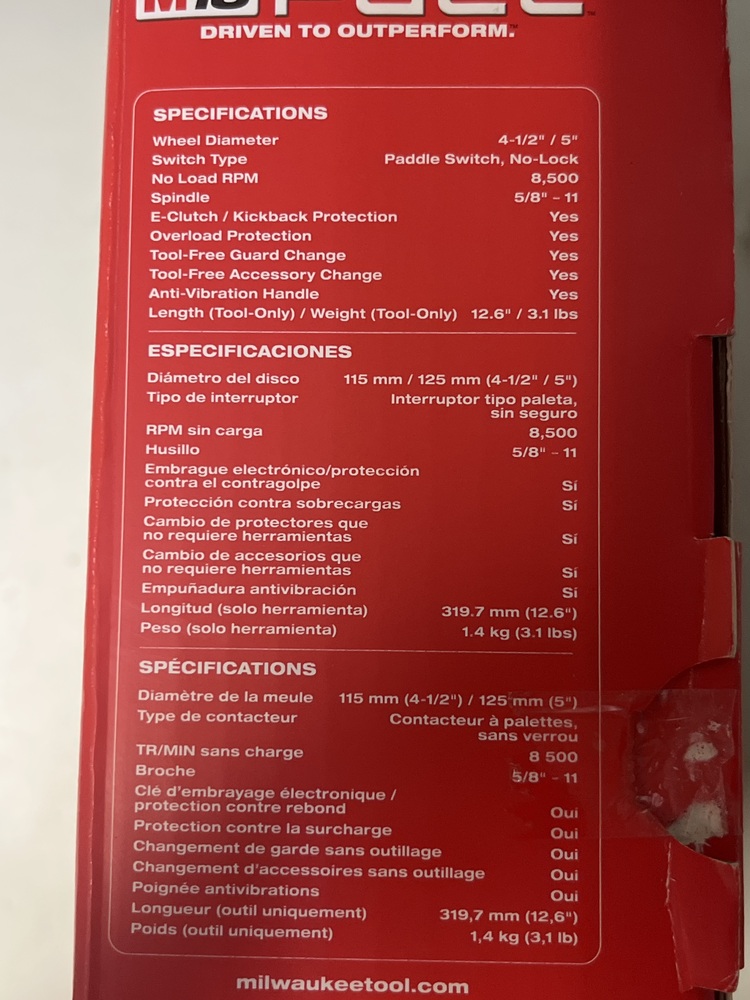 M18 FUEL™
DRIVEN TO OUTPERFORM.™
SPECIFICATIONS
Wheel Diameter 4-1/2" / 5"
Switch Type Paddle Switch, No-Lock
No Load RPM 8,500
Spindle 5/8" – 11
E-Clutch / Kickback Protection Yes
Overload Protection Yes
Tool-Free Guard Change Yes
Tool-Free Accessory Change Yes
Anti-Vibration Handle Yes
Length (Tool-Only) / Weight (Tool-Only) 12.6" / 3.1 lbs
ESPECIFICACIONES
Diámetro del disco 115 mm / 125 mm (4-1/2" / 5")
Tipo de interruptor Interruptor tipo paleta,
sin seguro
RPM sin carga 8,500
Husillo 5/8" – 11
Embrague electrónico/protección
contra el contragolpe Sí
Protección contra sobrecargas Sí
Cambio de protectores que
no requiere herramientas Sí
Cambio de accesorios que
no requiere herramientas Sí
Empuñadura antivibración Sí
Longitud (solo herramienta) 319.7 mm (12.6")
Peso (solo herramienta) 1.4 kg (3.1 lbs)
SPÉCIFICATIONS
Diamètre de la meule 115 mm (4-1/2") / 125 mm (5")
Type de contacteur Contacteur à palettes,
sans verrou
TR/MIN sans charge 8 500
Broche 5/8" – 11
Clé d'embrayage électronique /
protection contre rebond Oui
Protection contre la surcharge Oui
Changement de garde sans outillage Oui
Changement d'accessoires sans outillage Oui
Poignée antivibrations Oui
Longueur (outil uniquement) 319,7 mm (12,6")
Poids (outil uniquement) 1,4 kg (3,1 lb)
milwaukeetool.com